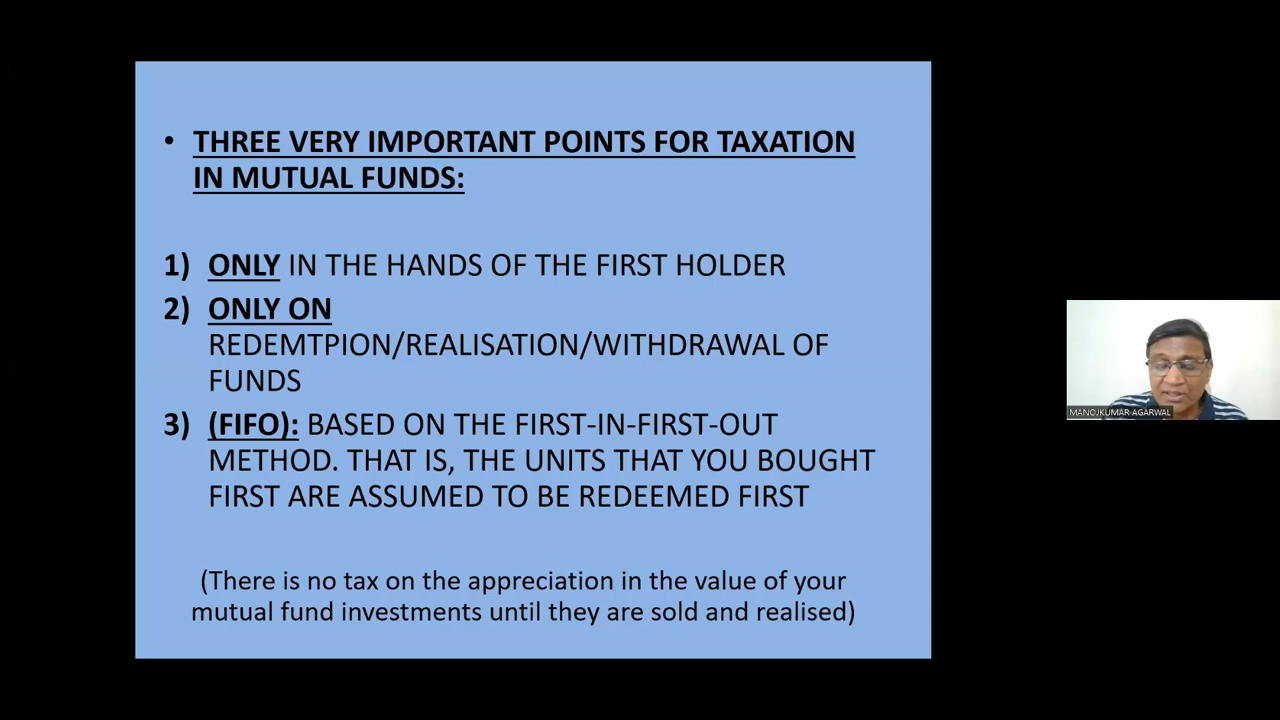 • THREE VERY IMPORTANT POINTS FOR TAXATION
IN MUTUAL FUNDS:
1) ONLY IN THE HANDS OF THE FIRST HOLDER
2) ONLY ON
REDEMTPION/REALISATION/WITHDRAWAL OF
FUNDS
3) (FIFO): BASED ON THE FIRST-IN-FIRST-OUT
METHOD. THAT IS, THE UNITS THAT YOU BOUGHT
FIRST ARE ASSUMED TO BE REDEEMED FIRST
(There is no tax on the appreciation in the value of your
mutual fund investments until they are sold and realised)
MANOJKUMAR AGARWAL